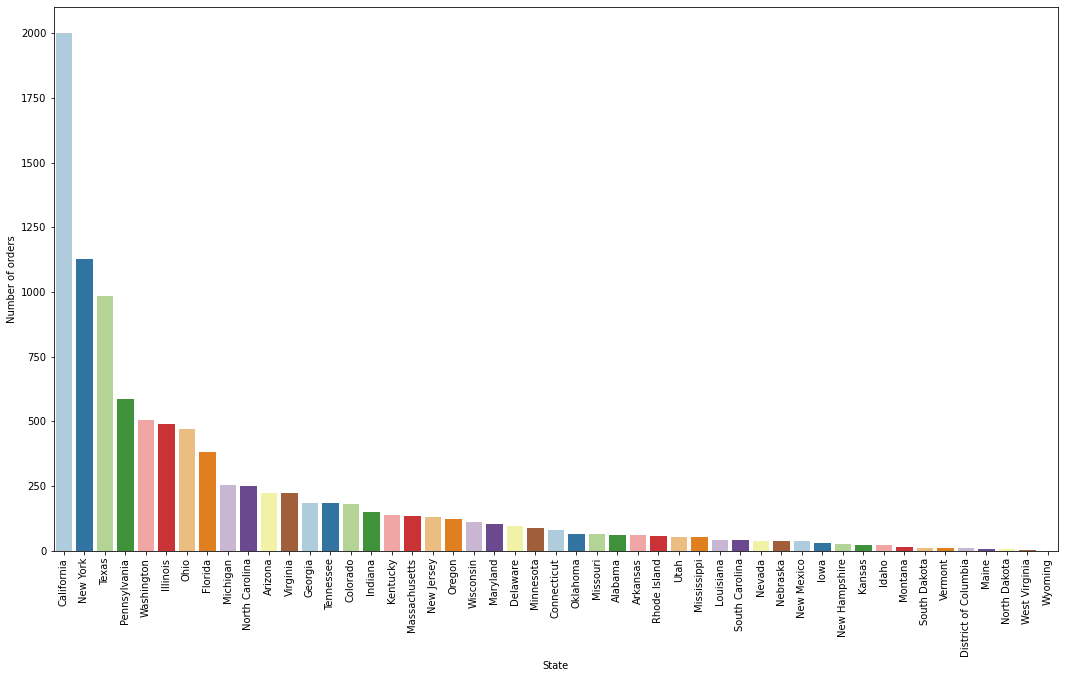 Number of orders
2000
1750
1500
1250
1000
750
500
250
0
California
New York
Texas
Pennsylvania
Washington
Illinois
Ohio
Florida
Michigan
North Carolina
Arizona
Virginia
Georgia
Tennessee
Colorado
Indiana
Kentucky
Massachusetts
New Jersey
Oregon
Wisconsin
Maryland
Delaware
Minnesota
Connecticut
Oklahoma
Missouri
Alabama
Arkansas
Rhode Island
Utah
Mississippi
Louisiana
South Carolina
Nevada
Nebraska
New Mexico
Iowa
New Hampshire
Kansas
Idaho
Montana
South Dakota
Vermont
District of Columbia
Maine
North Dakota
West Virginia
Wyoming
State